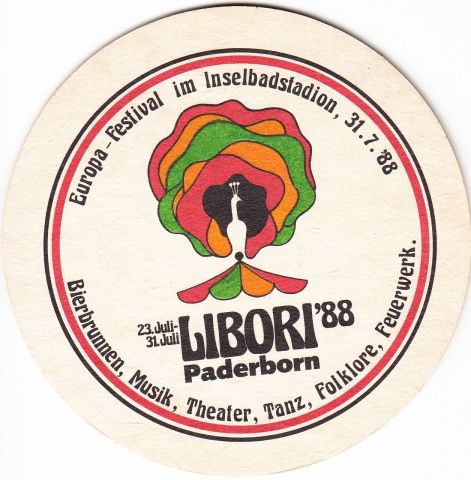 Europa-Festival im Inselbadstadion, 31.7.'88
23. Juli-
31. Juli
LIBORI '88
Paderborn
Bierbrunnen, Musik, Theater, Tanz, Folklore, Feuerwerk.